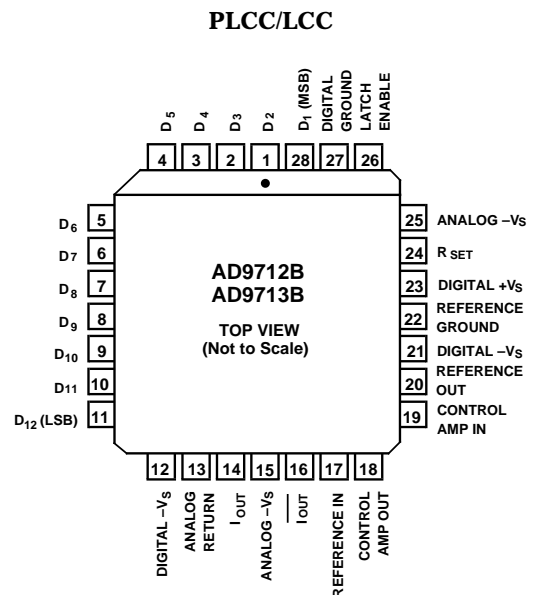 PLCC/LCC
D5
D4
D3
D2
D1 (MSB)
DIGITAL
GROUND
LATCH
ENABLE
4 3 2 1 28 27 26
D6 5
D7 6
D8 7
D9 8
D10 9
D11 10
D12 (LSB) 11
AD9712B
AD9713B
TOP VIEW
(Not to Scale)
25 ANALOG –VS
24 RSET
23 DIGITAL +VS
22 REFERENCE
GROUND
21 DIGITAL –VS
20 REFERENCE
OUT
19 CONTROL
AMP IN
12 13 14 15 16 17 18
DIGITAL –VS
ANALOG
RETURN
IOUT
ANALOG –VS
IOUT
REFERENCE IN
CONTROL
AMP OUT